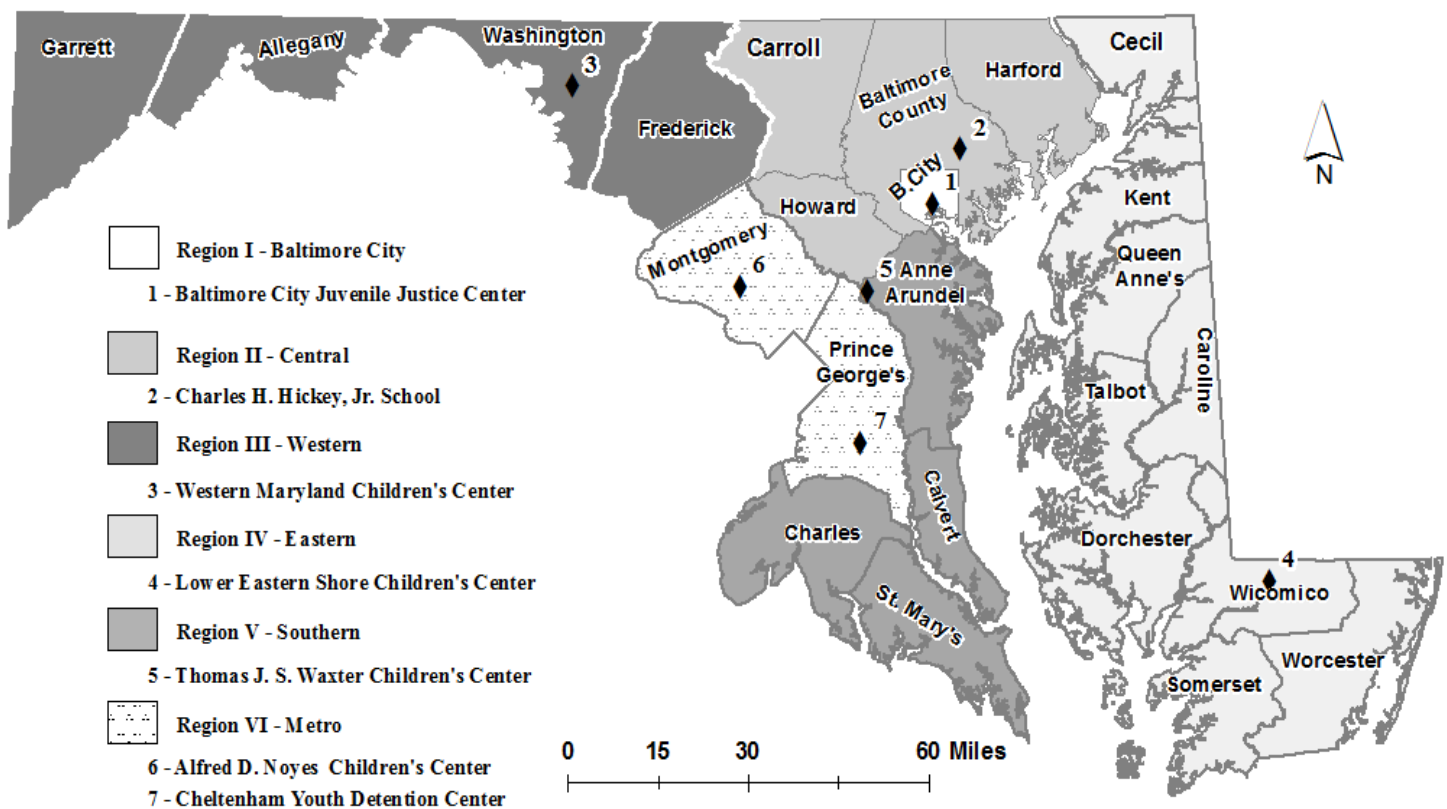 Garrett
Allegany
Washington
3
Frederick
Carroll
Baltimore
County
Harford
Cecil
2
B.City
1
N
Kent
Howard
Queen
Anne's
Montgomery
6
5 Anne
Arundel
Caroline
Prince
George's
Talbot
7
Calvert
Charles
Dorchester
4
Wicomico
St. Mary's
Worcester
Somerset
Region I - Baltimore City
1 - Baltimore City Juvenile Justice Center
Region II - Central
2 - Charles H. Hickey, Jr. School
Region III - Western
3 - Western Maryland Children's Center
Region IV - Eastern
4 - Lower Eastern Shore Children's Center
Region V - Southern
5 - Thomas J. S. Waxter Children's Center
Region VI - Metro
6 - Alfred D. Noyes Children's Center
7 - Cheltenham Youth Detention Center
0 15 30 60 Miles